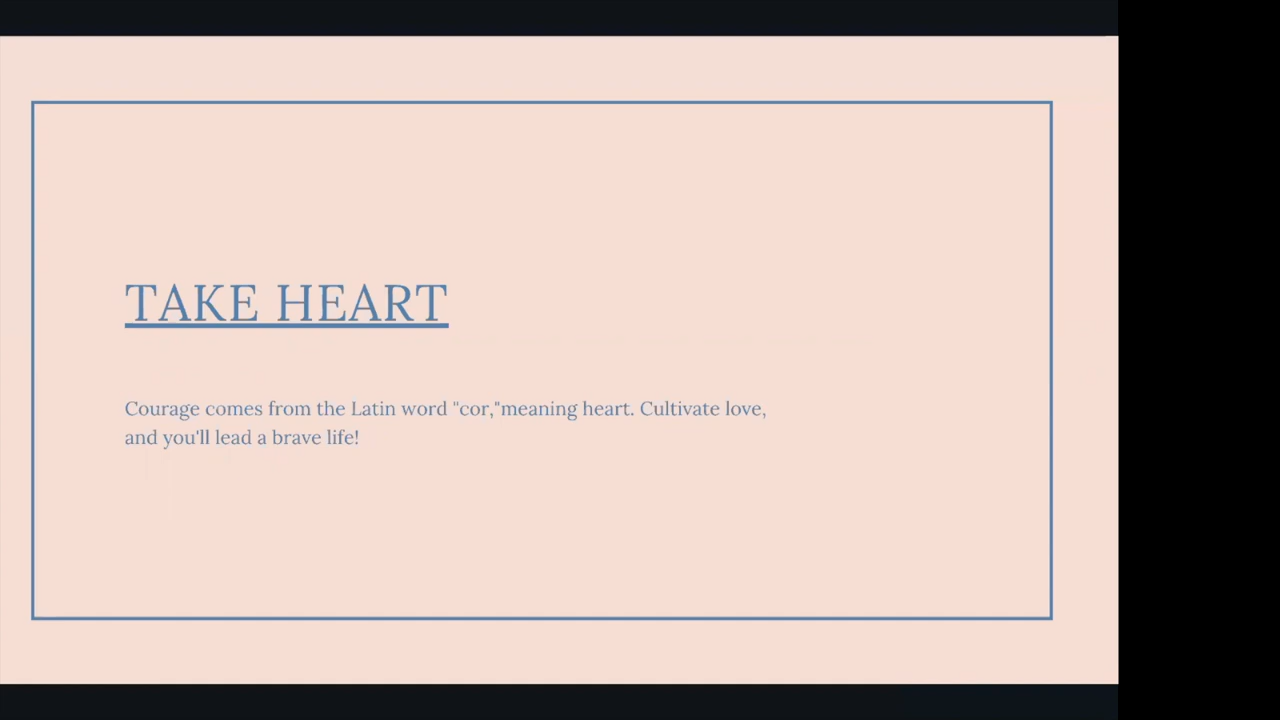 TAKE HEART
Courage comes from the Latin word "cor,"meaning heart. Cultivate love,
and you'll lead a brave life!